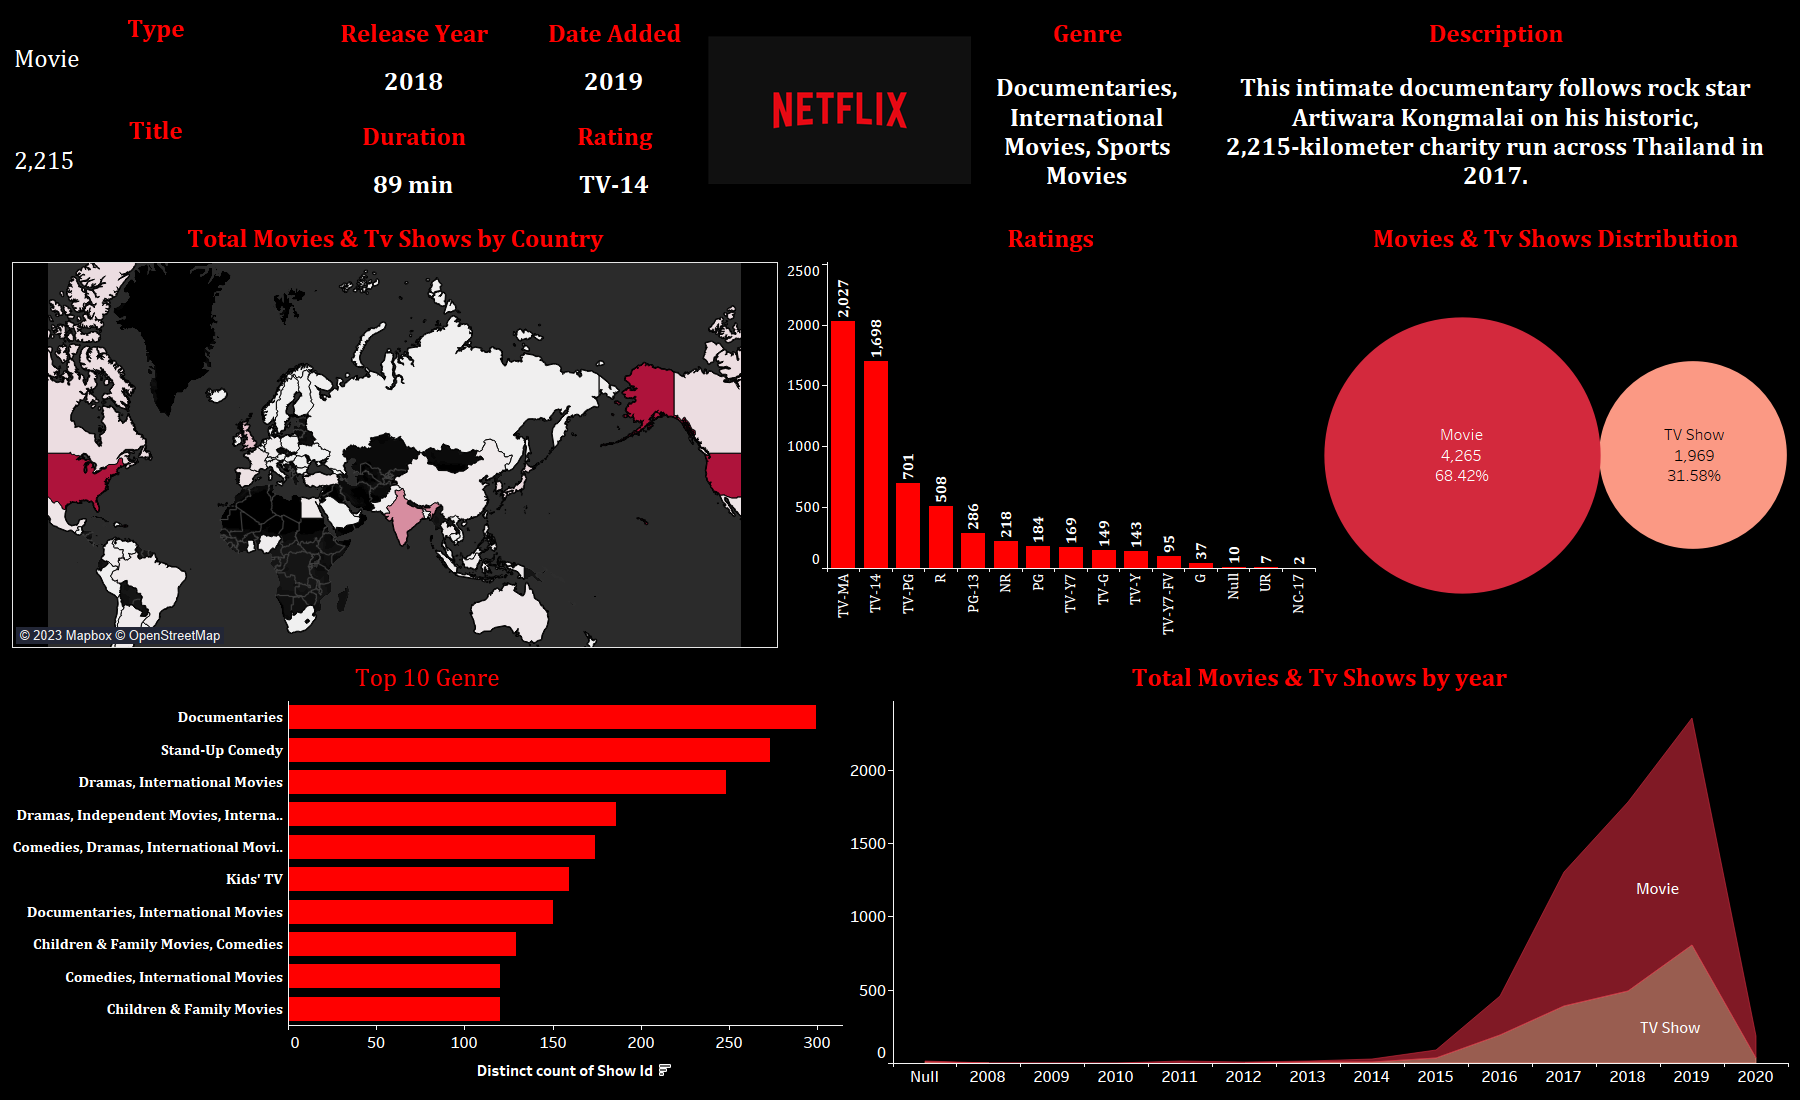 Type
Movie
Title
2,215
Release Year
2018
Date Added
2019
Duration
89 min
Rating
TV-14
NETFLIX
Genre
Documentaries,
International
Movies, Sports
Movies
Description
This intimate documentary follows rock star
Artiwara Kongmalai on his historic,
2,215-kilometer charity run across Thailand in
2017.
Total Movies & Tv Shows by Country
© 2023 Mapbox © OpenStreetMap
Ratings
2500
2000
1500
1000
500
0
2,027
1,698
701
508
286
218
184
169
149
143
95
37
10
7
2
TV-MA
TV-14
TV-PG
R
PG-13
NR
PG
TV-Y7
TV-G
TV-Y
TV-Y7-FV
G
Null
UR
NC-17
Movies & Tv Shows Distribution
Movie
4,265
68.42%
TV Show
1,969
31.58%
Top 10 Genre
Documentaries
Stand-Up Comedy
Dramas, International Movies
Dramas, Independent Movies, Interna..
Comedies, Dramas, International Movi..
Kids' TV
Documentaries, International Movies
Children & Family Movies, Comedies
Comedies, International Movies
Children & Family Movies
0 50 100 150 200 250 300
Distinct count of Show Id
Total Movies & Tv Shows by year
2000
1500
1000
500
0
Movie
TV Show
Null 2008 2009 2010 2011 2012 2013 2014 2015 2016 2017 2018 2019 2020